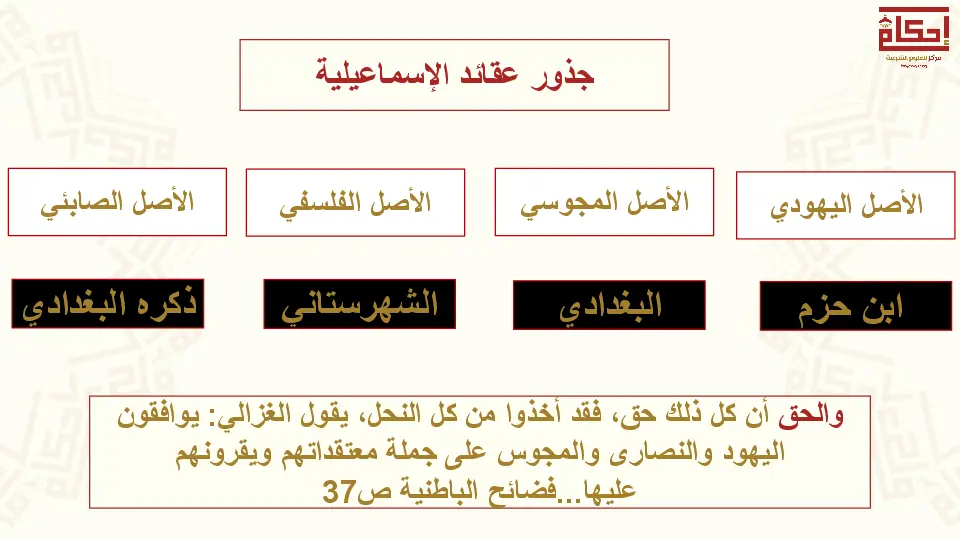 إحكام
مركز للعلوم الشرعية
جذور عقائد الإسماعيلية
الأصل اليهودي
الأصل المجوسي
الأصل الفلسفي
الأصل الصابئي
ابن حزم
البغدادي
الشهرستاني
ذكره البغدادي
والحق أن كل ذلك حق، فقد أخذوا من كل النحل، يقول الغزالي: يوافقون
اليهود والنصارى والمجوس على جملة معتقداتهم ويقرونهم
عليها...فضائح الباطنية ص37